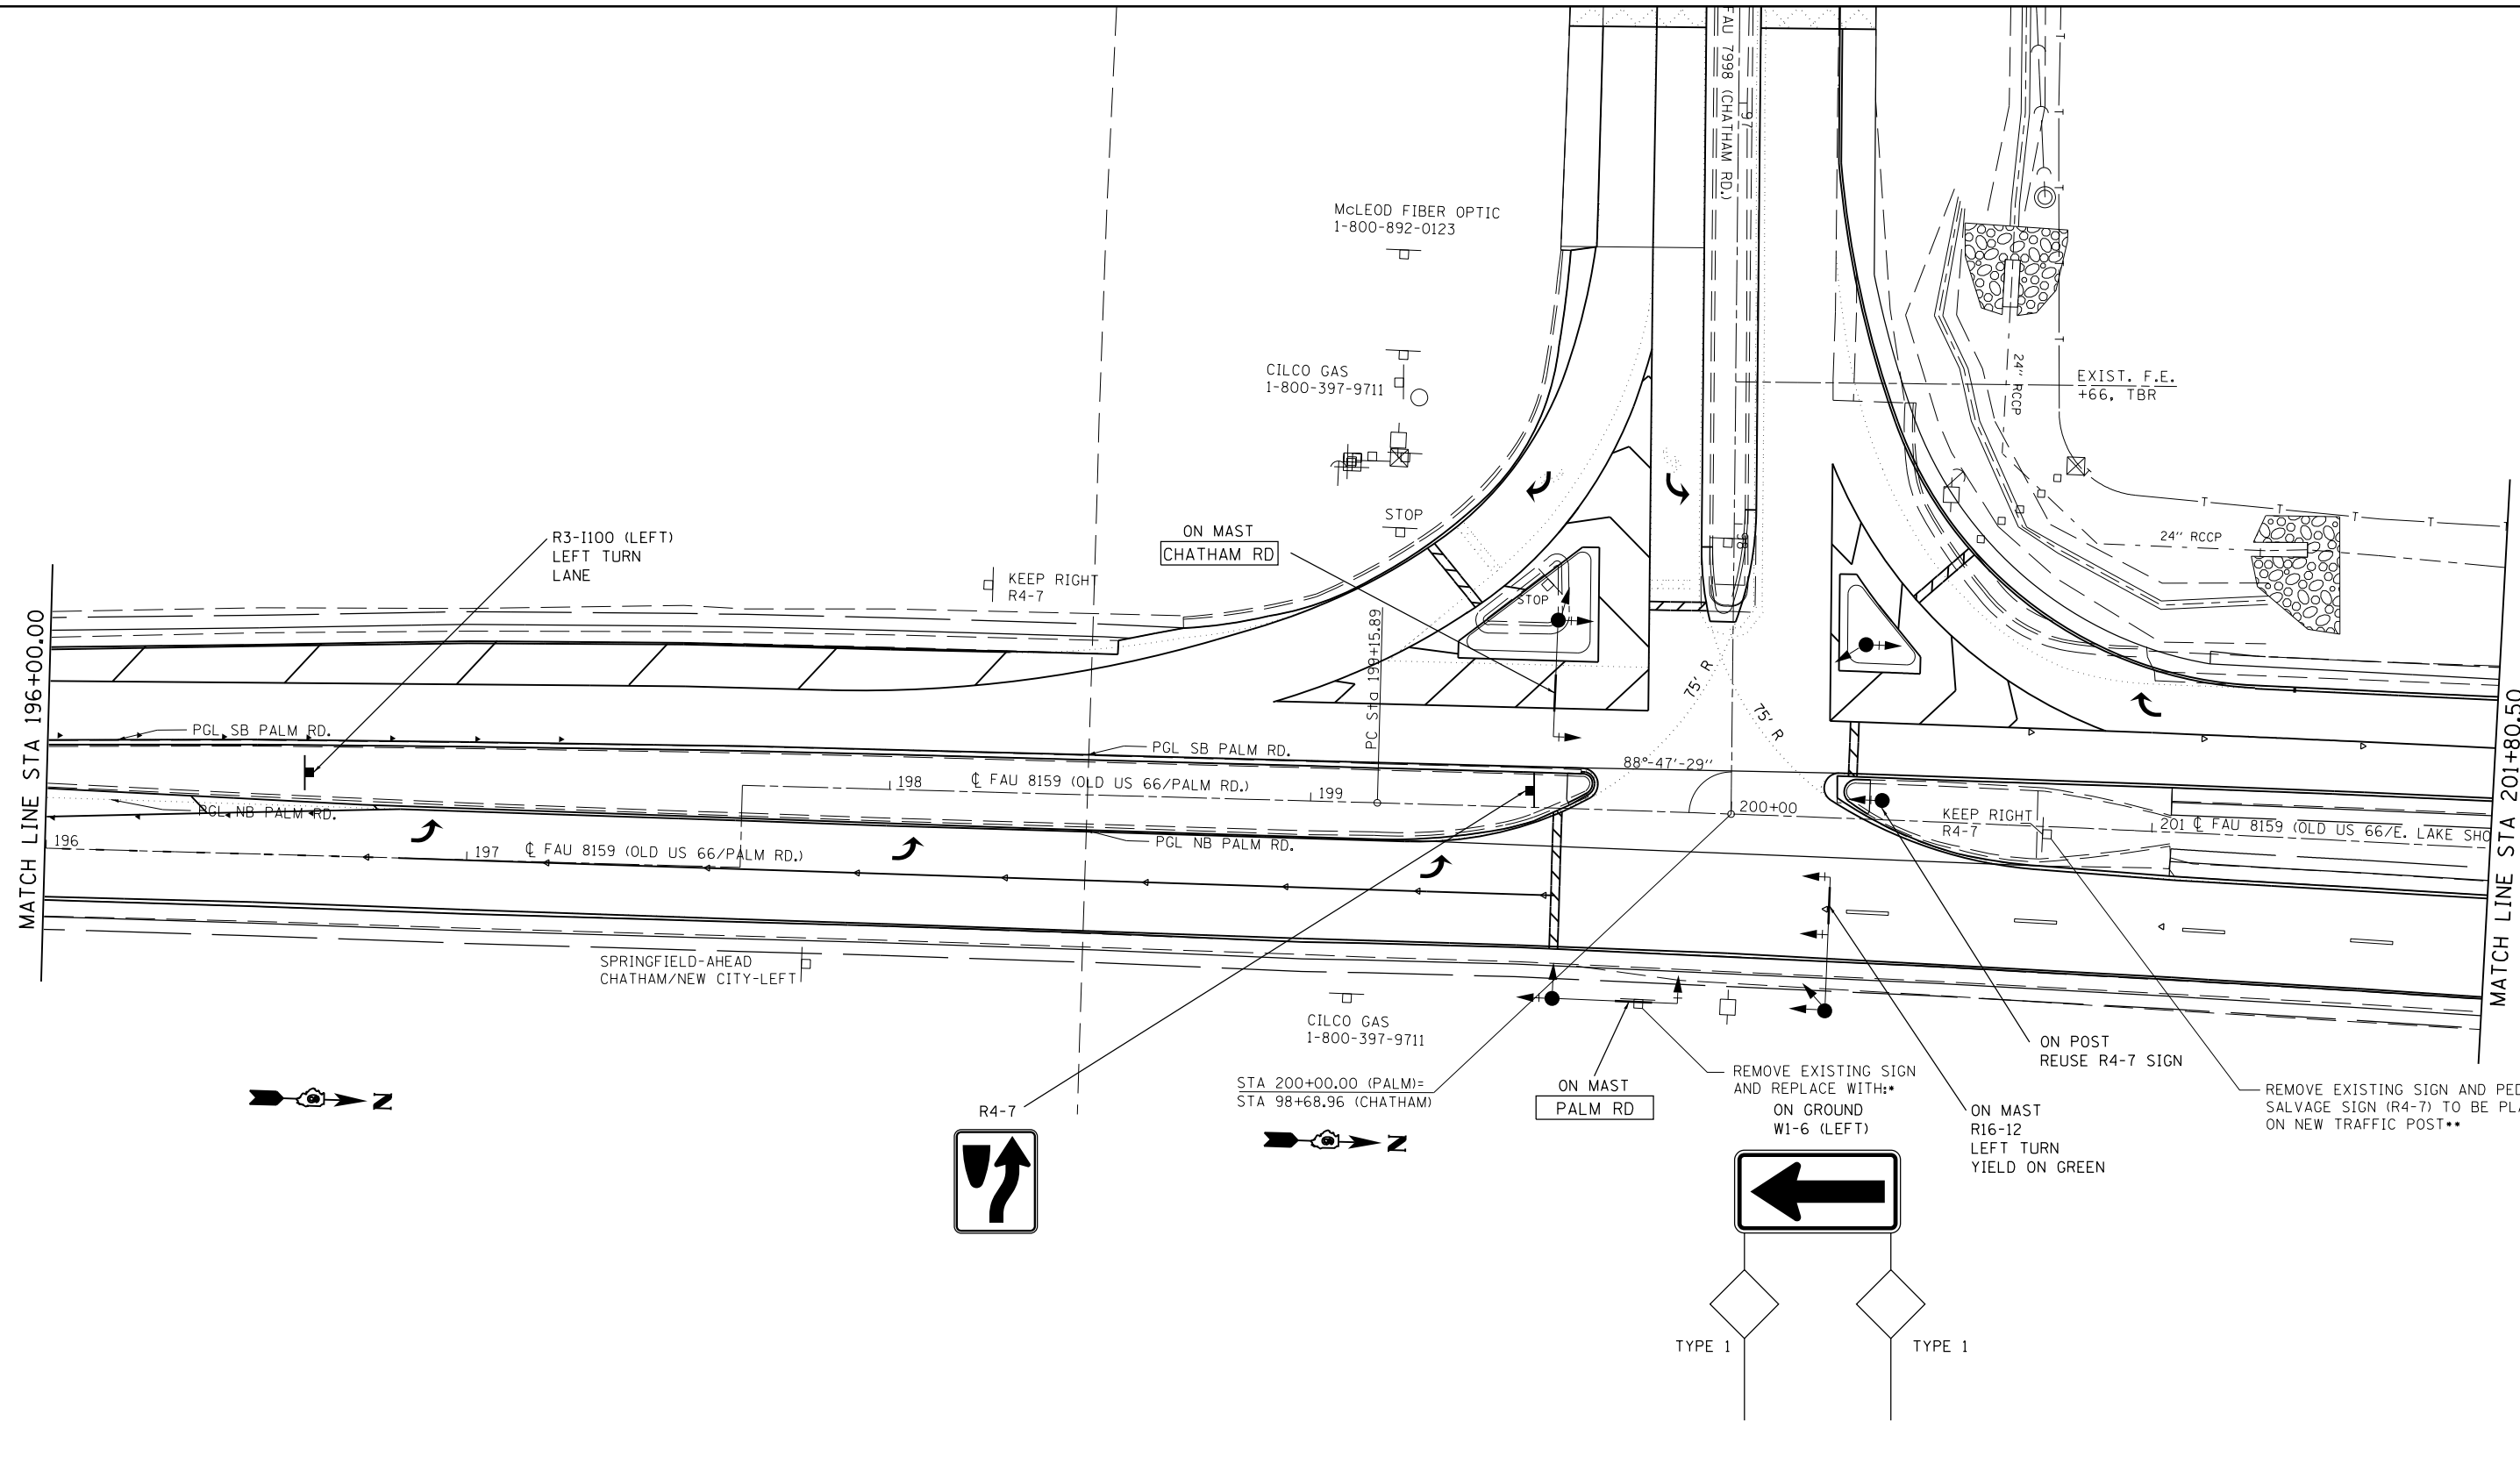 FAU 7998 (CHATHAM RD.)
97
McLEOD FIBER OPTIC
1-800-892-0123
CILCO GAS
1-800-397-9711
24" RCCP
EXIST. F.E.
+66, TBR
STOP
ON MAST
CHATHAM RD
98
24" RCCP
R3-I100 (LEFT)
LEFT TURN
LANE
KEEP RIGHT
R4-7
STOP
MATCH LINE STA 196+00.00
PC Sta 199+15.89
75' R
75' R
MATCH LINE STA 201+80.50
PGL SB PALM RD.
PGL SB PALM RD.
88°-47'-29"
198
℄ FAU 8159 (OLD US 66/PALM RD.)
199
200+00
PGL NB PALM RD.
KEEP RIGHT
R4-7
201 ℄ FAU 8159 (OLD US 66/E. LAKE SHO
196
197
℄ FAU 8159 (OLD US 66/PALM RD.)
PGL NB PALM RD.
SPRINGFIELD-AHEAD
CHATHAM/NEW CITY-LEFT
CILCO GAS
1-800-397-9711
ON POST
REUSE R4-7 SIGN
N
R4-7
STA 200+00.00 (PALM)=
STA 98+68.96 (CHATHAM)
N
ON MAST
PALM RD
REMOVE EXISTING SIGN
AND REPLACE WITH:*
ON GROUND
W1-6 (LEFT)
ON MAST
R16-12
LEFT TURN
YIELD ON GREEN
REMOVE EXISTING SIGN AND PED
SALVAGE SIGN (R4-7) TO BE PLA
ON NEW TRAFFIC POST**
TYPE 1
TYPE 1